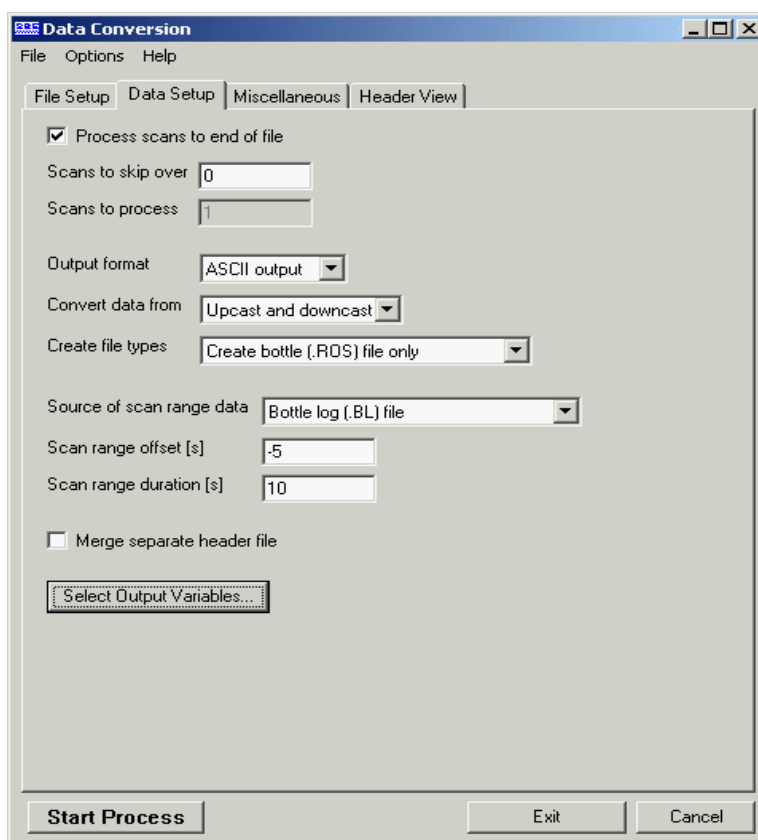 SBE Data Conversion
File Options Help
File Setup Data Setup Miscellaneous Header View
Process scans to end of file
Scans to skip over 0
Scans to process 1
Output format ASCII output
Convert data from Upcast and downcast
Create file types Create bottle (.ROS) file only
Source of scan range data Bottle log (.BL) file
Scan range offset [s] -5
Scan range duration [s] 10
Merge separate header file
Select Output Variables...
Start Process Exit Cancel